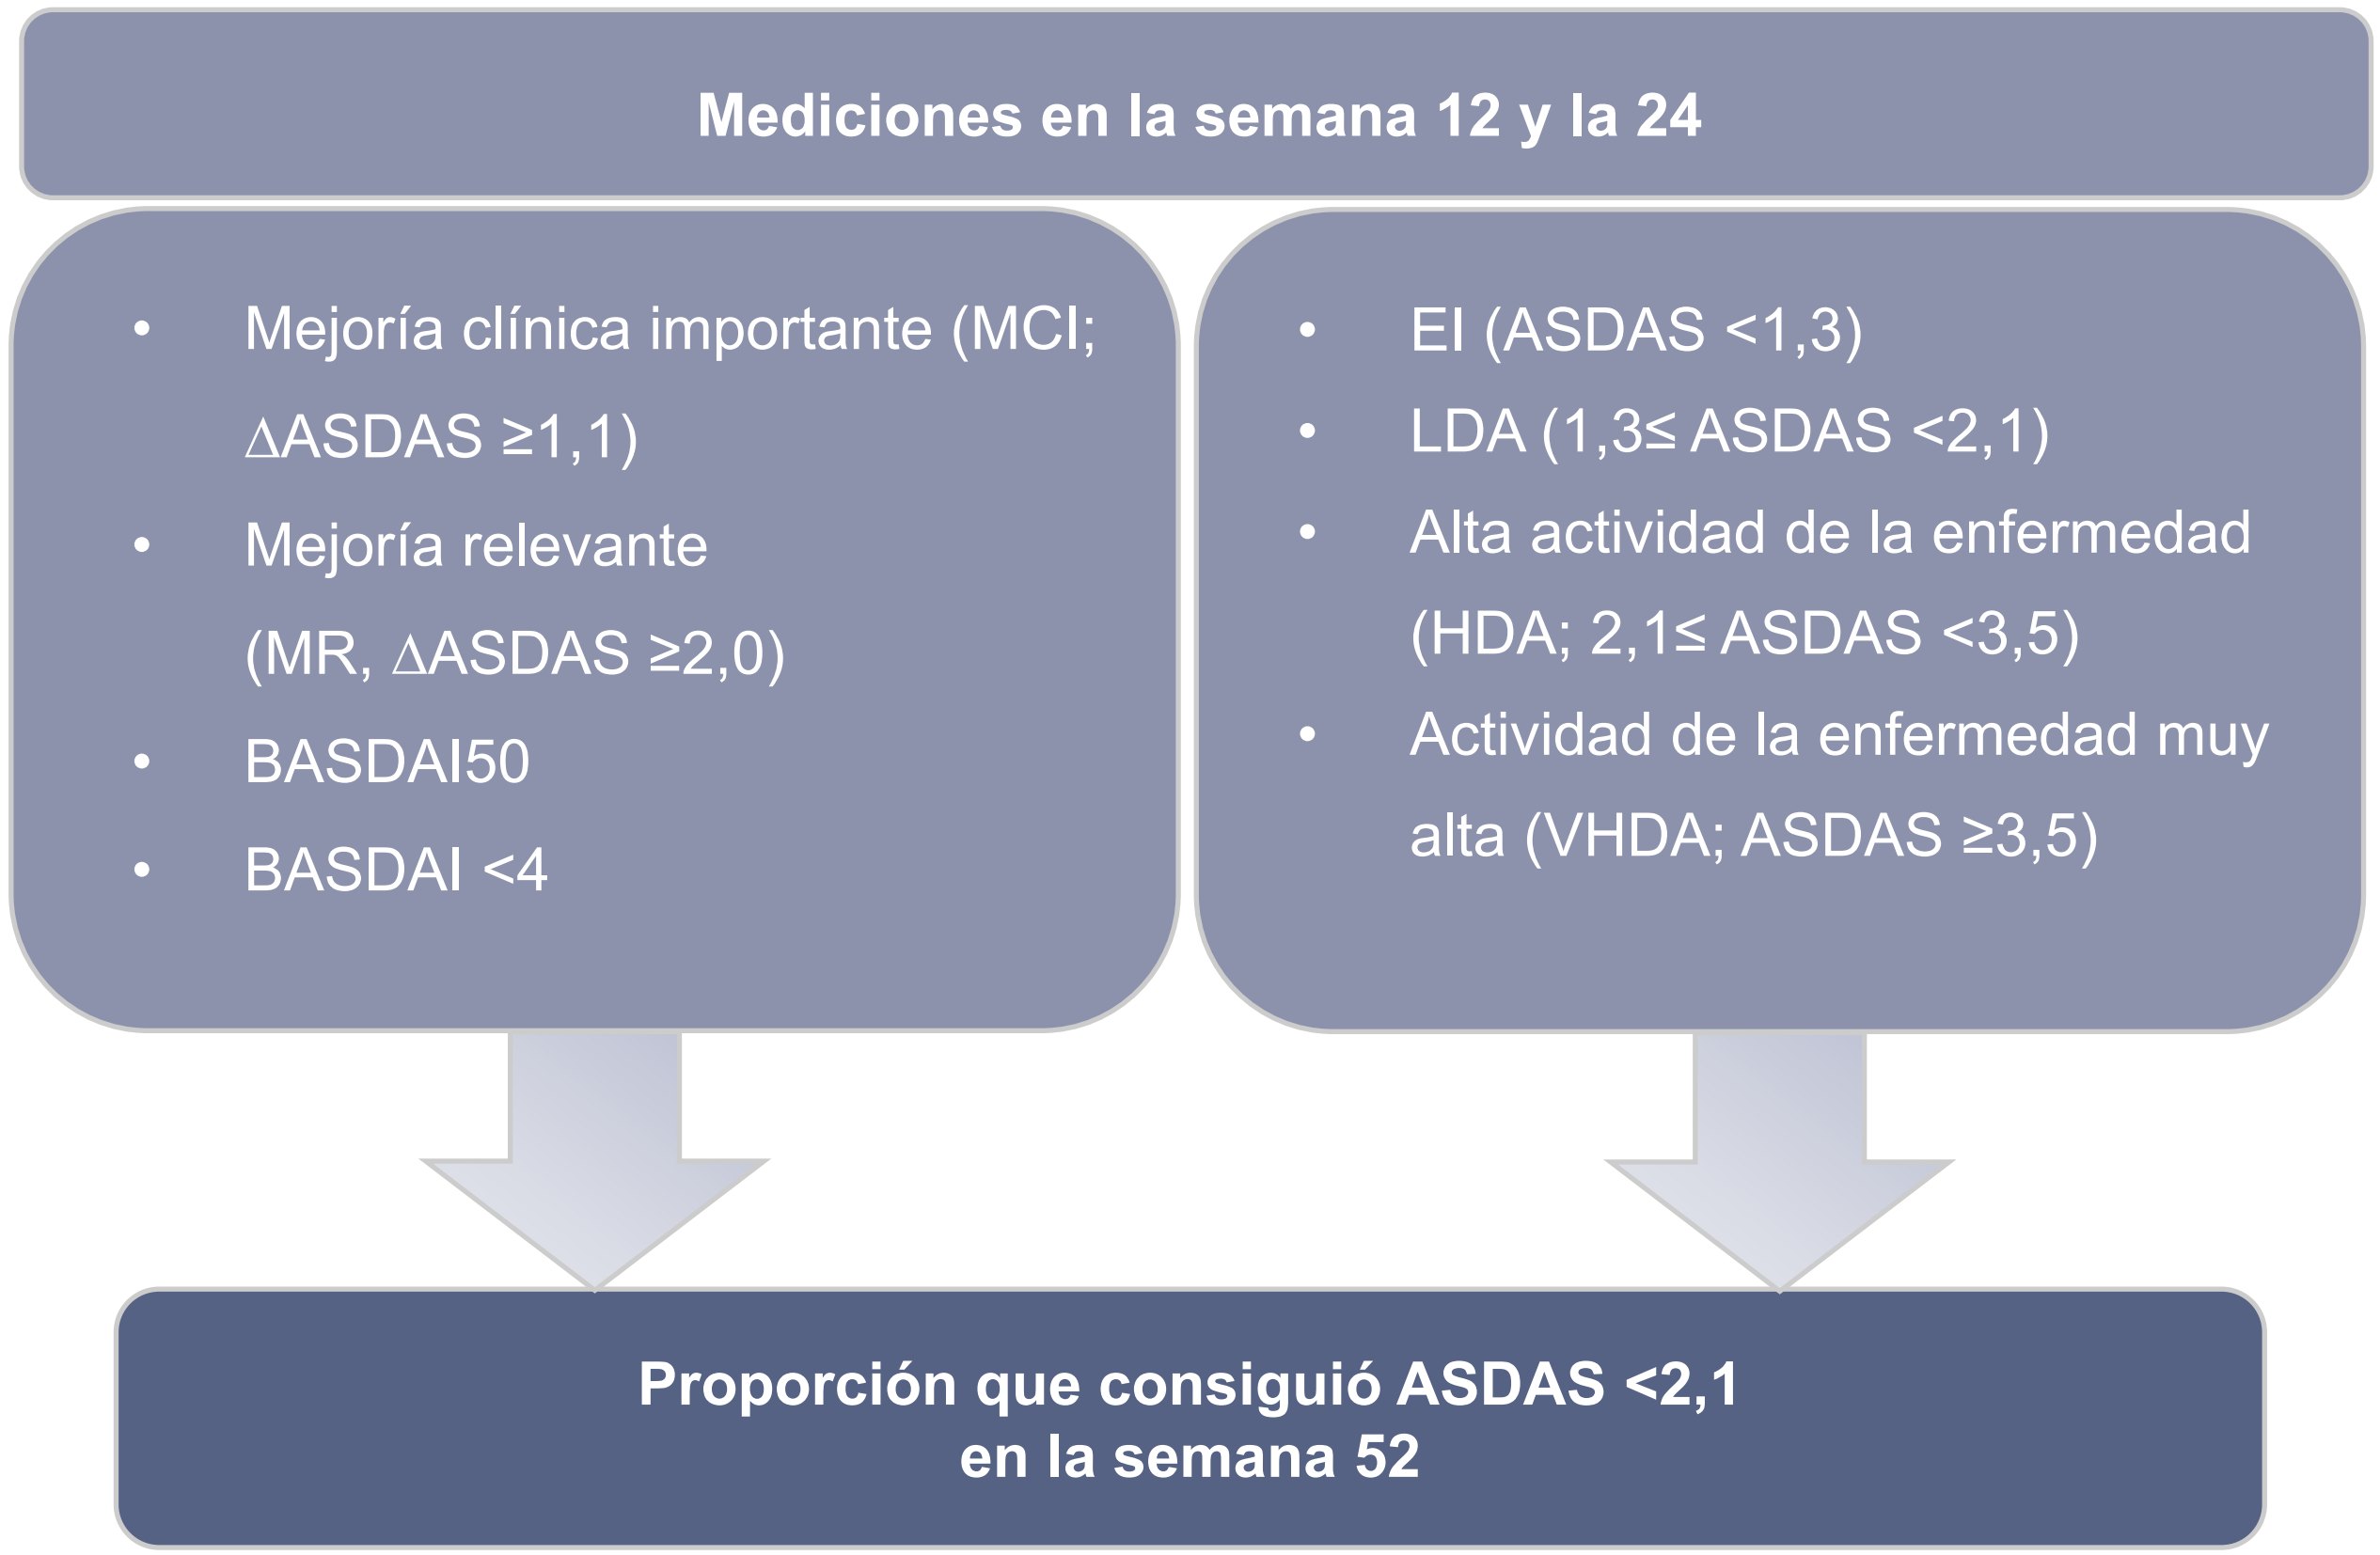 Mediciones en la semana 12 y la 24
• Mejoría clínica importante (MCI;
△ASDAS ≥1,1)
• Mejoría relevante
(MR, △ASDAS ≥2,0)
• BASDAI50
• BASDAI <4
• EI (ASDAS <1,3)
• LDA (1,3≤ ASDAS <2,1)
• Alta actividad de la enfermedad
(HDA: 2,1≤ ASDAS <3,5)
• Actividad de la enfermedad muy
alta (VHDA; ASDAS ≥3,5)
Proporción que consiguió ASDAS <2,1
en la semana 52